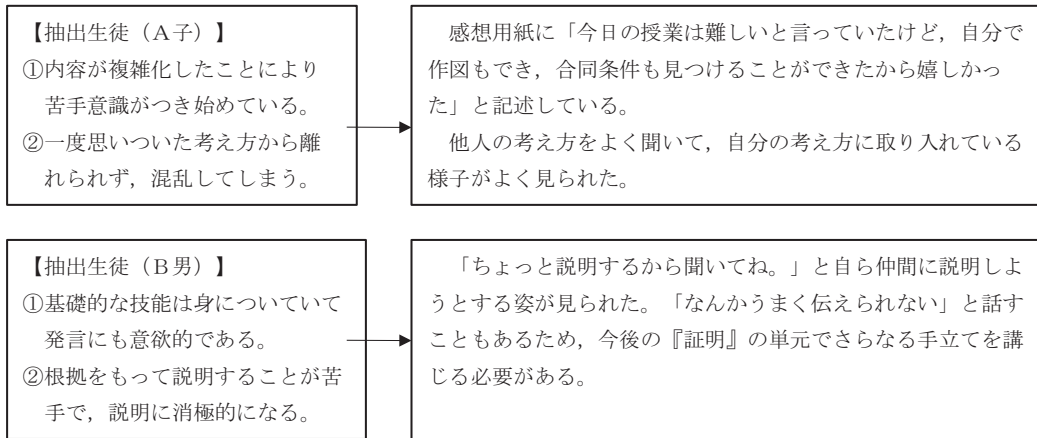 【抽出生徒(A子)】
①内容が複雑化したことにより
苦手意識がつき始めている。
②一度思いついた考え方から離
れられず,混乱してしまう。
感想用紙に「今日の授業は難しいと言っていたけど,自分で
作図もでき,合同条件も見つけることができたから嬉しかっ
た」と記述している。
他人の考え方をよく聞いて,自分の考え方に取り入れている
様子がよく見られた。
【抽出生徒(B男)】
①基礎的な技能は身についていて
発言にも意欲的である。
②根拠をもって説明することが苦
手で,説明に消極的になる。
「ちょっと説明するから聞いてね。」と自ら仲間に説明しよ
うとする姿が見られた。「なんかうまく伝えられない」と話す
こともあるため,今後の『証明』の単元でさらなる手立てを講
じる必要がある。